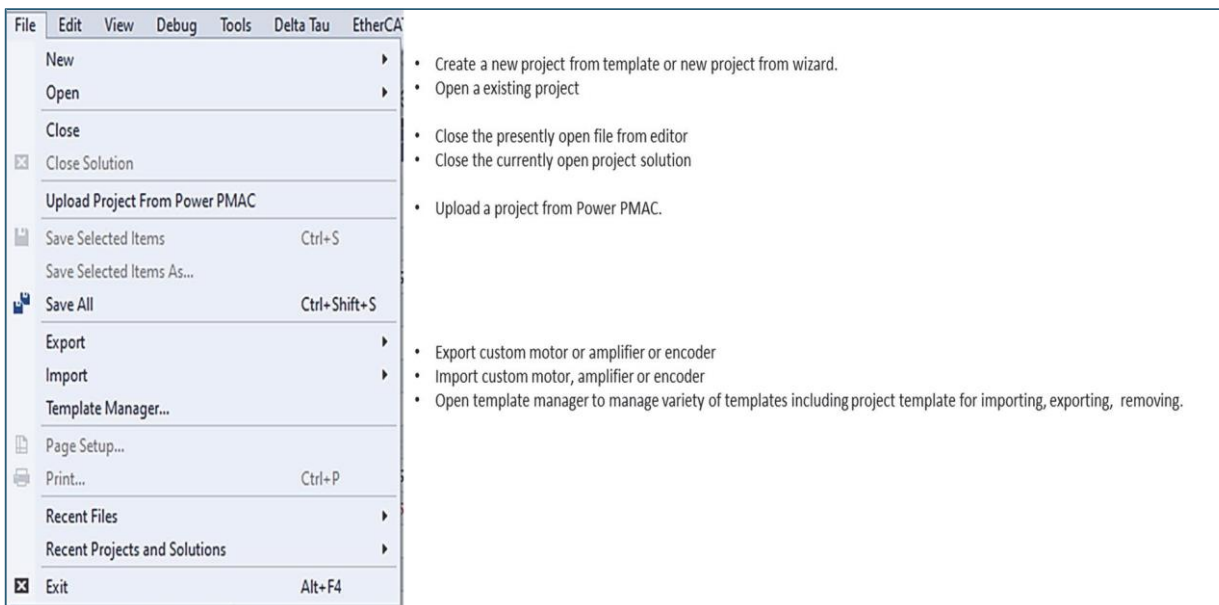 File Edit View Debug Tools Delta Tau EtherCA
New
• Create a new project from template or new project from wizard.
Open
• Open a existing project
Close
• Close the presently open file from editor
Close Solution
• Close the currently open project solution
Upload Project From Power PMAC
• Upload a project from Power PMAC.
Save Selected Items Ctrl+S
Save Selected Items As...
Save All Ctrl+Shift+S
Export
• Export custom motor or amplifier or encoder
Import
• Import custom motor, amplifier or encoder
Template Manager...
• Open template manager to manage variety of templates including project template for importing, exporting, removing.
Page Setup...
Print... Ctrl+P
Recent Files
Recent Projects and Solutions
Exit Alt+F4